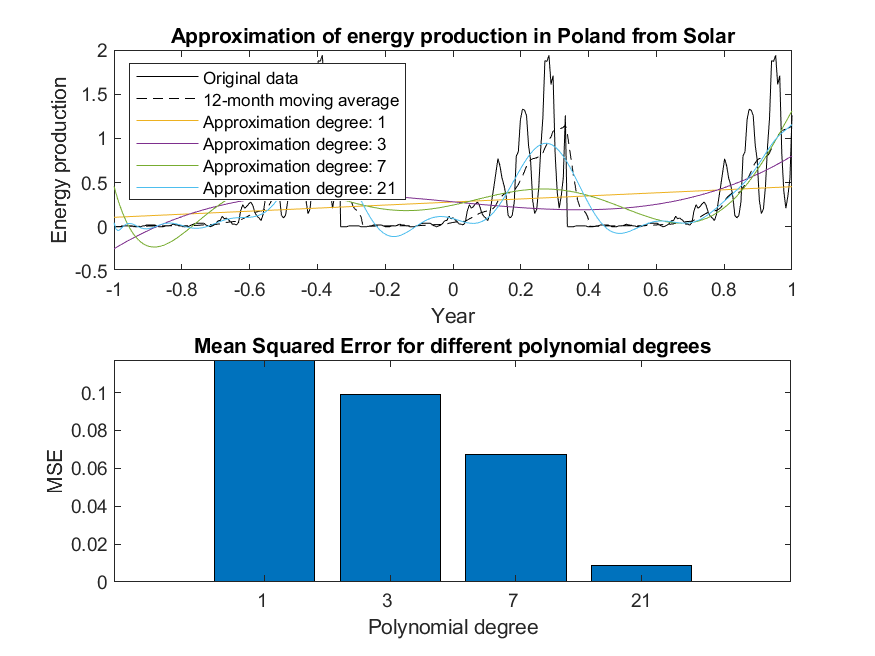 Approximation of energy production in Poland from Solar
2
1.5
1
0.5
0
-0.5
Energy production
Original data
12-month moving average
Approximation degree: 1
Approximation degree: 3
Approximation degree: 7
Approximation degree: 21
-1 -0.8 -0.6 -0.4 -0.2 0 0.2 0.4 0.6 0.8 1
Year
Mean Squared Error for different polynomial degrees
0.1
0.08
0.06
0.04
0.02
0
MSE
1 3 7 21
Polynomial degree